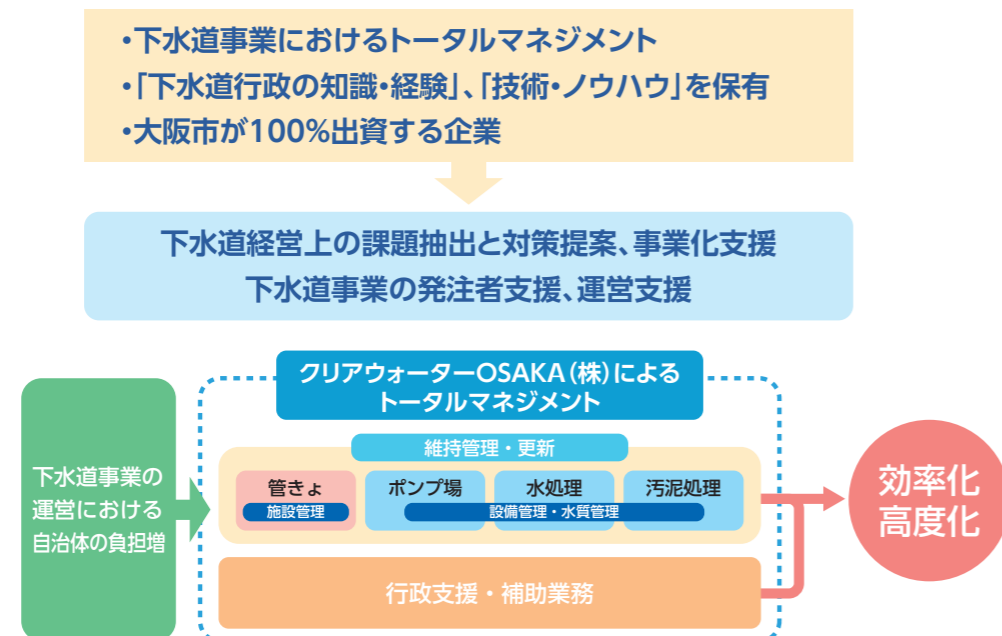 ・下水道事業におけるトータルマネジメント
・「下水道行政の知識・経験」、「技術・ノウハウ」を保有
・大阪市が100%出資する企業
下水道経営上の課題抽出と対策提案、事業化支援
下水道事業の発注者支援、運営支援
クリアウォーターOSAKA(株)による
トータルマネジメント
下水道事業の
運営における
自治体の負担増
維持管理・更新
管きょ
ポンプ場
水処理
汚泥処理
施設管理
設備管理・水質管理
行政支援・補助業務
効率化
高度化